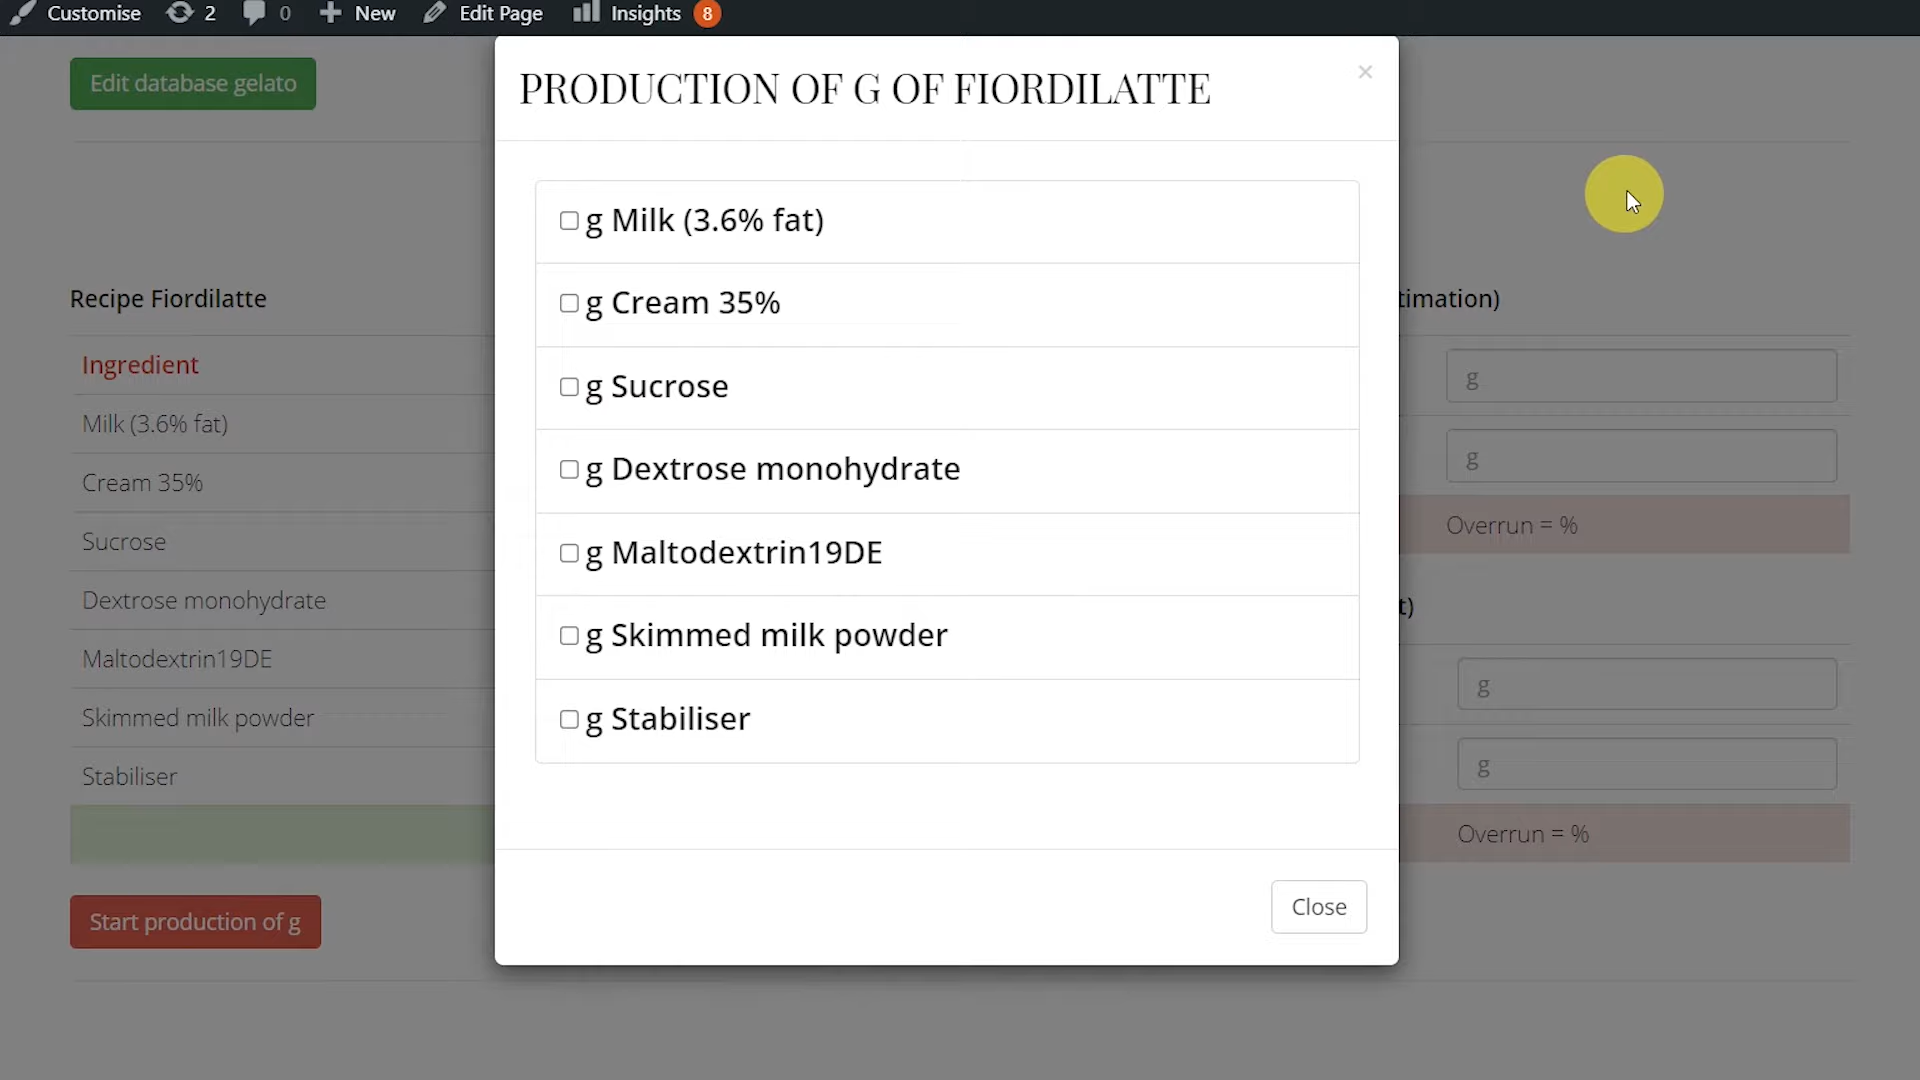 Customise 2 0 New Edit Page Insights 8
Edit database gelato
PRODUCTION OF G OF FIORDILATTE
×
g Milk (3.6% fat)
g Cream 35%
g Sucrose
g Dextrose monohydrate
g Maltodextrin19DE
g Skimmed milk powder
g Stabiliser
Close
Recipe Fiordilatte
Ingredient
Milk (3.6% fat)
Cream 35%
Sucrose
Dextrose monohydrate
Maltodextrin19DE
Skimmed milk powder
Stabiliser
Start production of g
timation)
g
g
Overrun = %
t)
g
g
Overrun = %